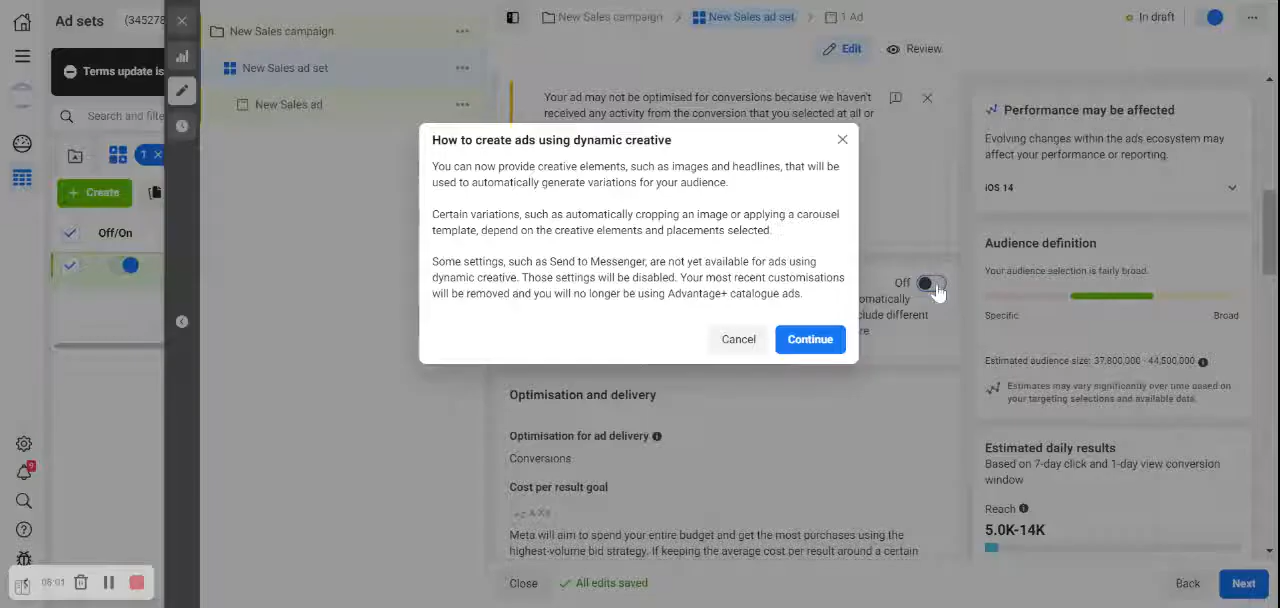 Ad sets
(345278
Terms update is
Search and filte
1
+ Create
Off/On
New Sales campaign
New Sales ad set
New Sales ad
New Sales campaign
New Sales ad set
1 Ad
In draft
Edit
Review
Your ad may not be optimised for conversions because we haven't
received any activity from the conversion that you selected at all or
How to create ads using dynamic creative
You can now provide creative elements, such as images and headlines, that will be
used to automatically generate variations for your audience.
Certain variations, such as automatically cropping an image or applying a carousel
template, depend on the creative elements and placements selected.
Some settings, such as Send to Messenger, are not yet available for ads using
dynamic creative. Those settings will be disabled. Your most recent customisations
will be removed and you will no longer be using Advantage+ catalogue ads.
Cancel
Continue
Off
omatically
clude different
re
Optimisation and delivery
Optimisation for ad delivery
Conversions
Cost per result goal
Meta will aim to spend your entire budget and get the most purchases using the
highest-volume bid strategy. If keeping the average cost per result around a certain
Close
All edits saved
Back
Next
Performance may be affected
Evolving changes within the ads ecosystem may
affect your performance or reporting.
iOS 14
Audience definition
Your audience selection is fairly broad.
Specific
Broad
Estimated audience size: 37,800,000 - 44,500,000
Estimates may vary significantly over time based on
your targeting selections and available data.
Estimated daily results
Based on 7-day click and 1-day view conversion
window
Reach
5.0K-14K
9
06:01